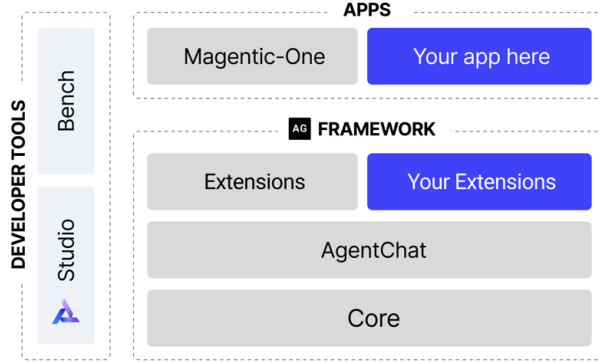 APPS
Magentic-One
Your app here
DEVELOPER TOOLS
Bench
Studio
AG FRAMEWORK
Extensions
Your Extensions
AgentChat
Core